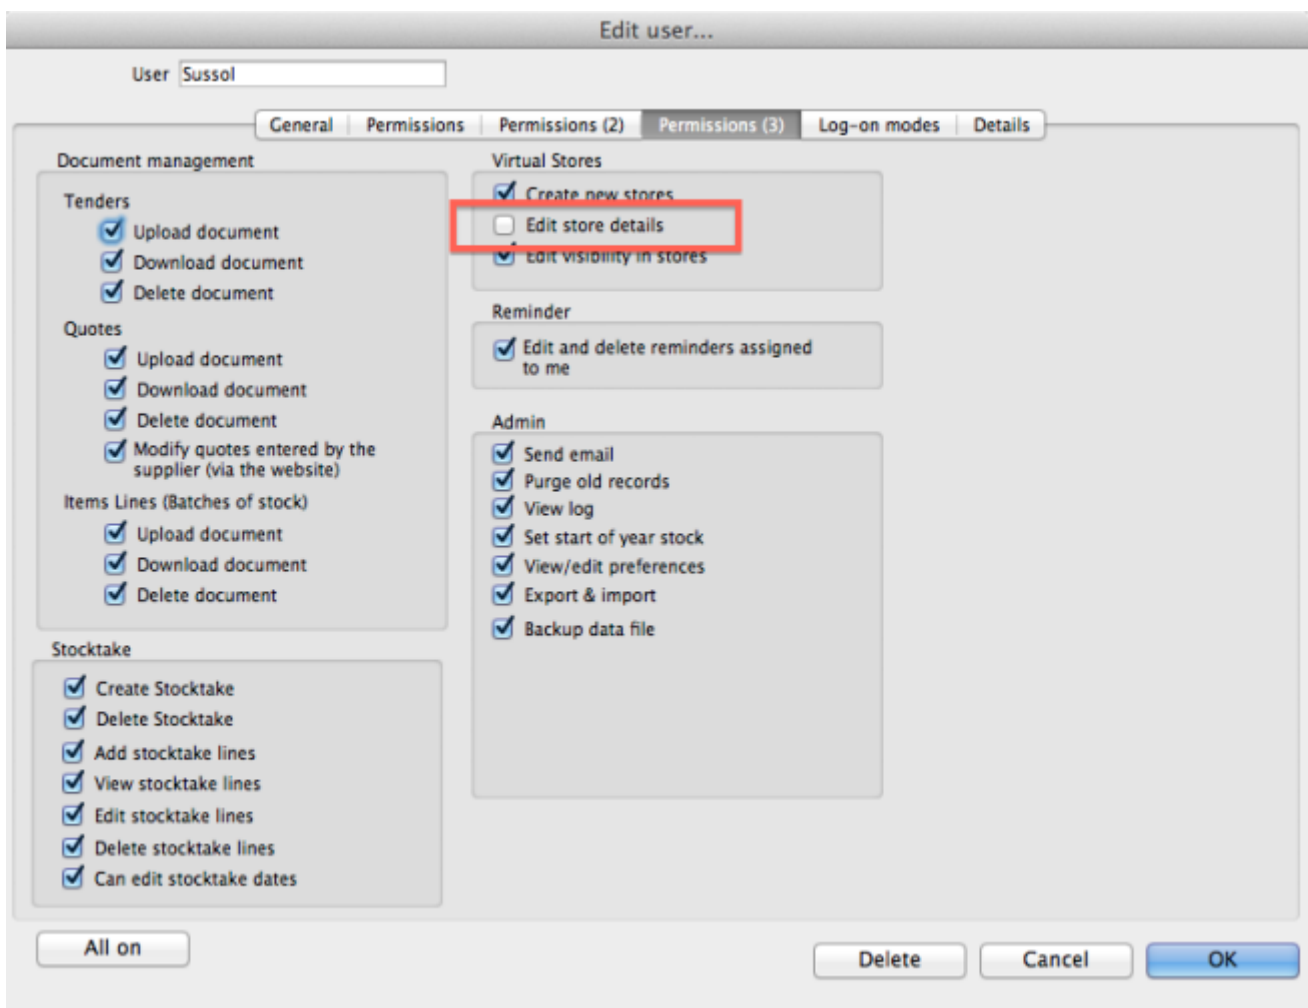 Edit user...
User Sussol
General Permissions Permissions (2) Permissions (3) Log-on modes Details
Document management
Tenders
Upload document
Download document
Delete document
Quotes
Upload document
Download document
Delete document
Modify quotes entered by the
supplier (via the website)
Items Lines (Batches of stock)
Upload document
Download document
Delete document
Stocktake
Create Stocktake
Delete Stocktake
Add stocktake lines
View stocktake lines
Edit stocktake lines
Delete stocktake lines
Can edit stocktake dates
Virtual Stores
Create new stores
Edit store details
Edit visibility in stores
Reminder
Edit and delete reminders assigned
to me
Admin
Send email
Purge old records
View log
Set start of year stock
View/edit preferences
Export & import
Backup data file
All on
Delete Cancel OK